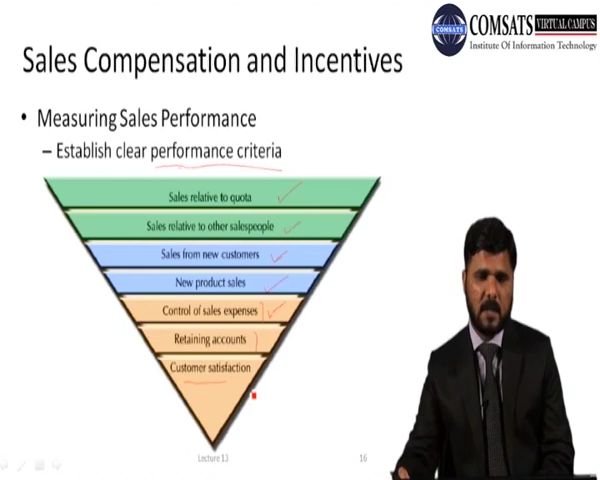 COMSATS VIRTUAL CAMPUS
COMSATS
Institute Of Information Technology
Sales Compensation and Incentives
• Measuring Sales Performance
– Establish clear performance criteria
Sales relative to quota
Sales relative to other salespeople
Sales from new customers
New product sales
Control of sales expenses
Retaining accounts
Customer satisfaction
Lecture 13
16